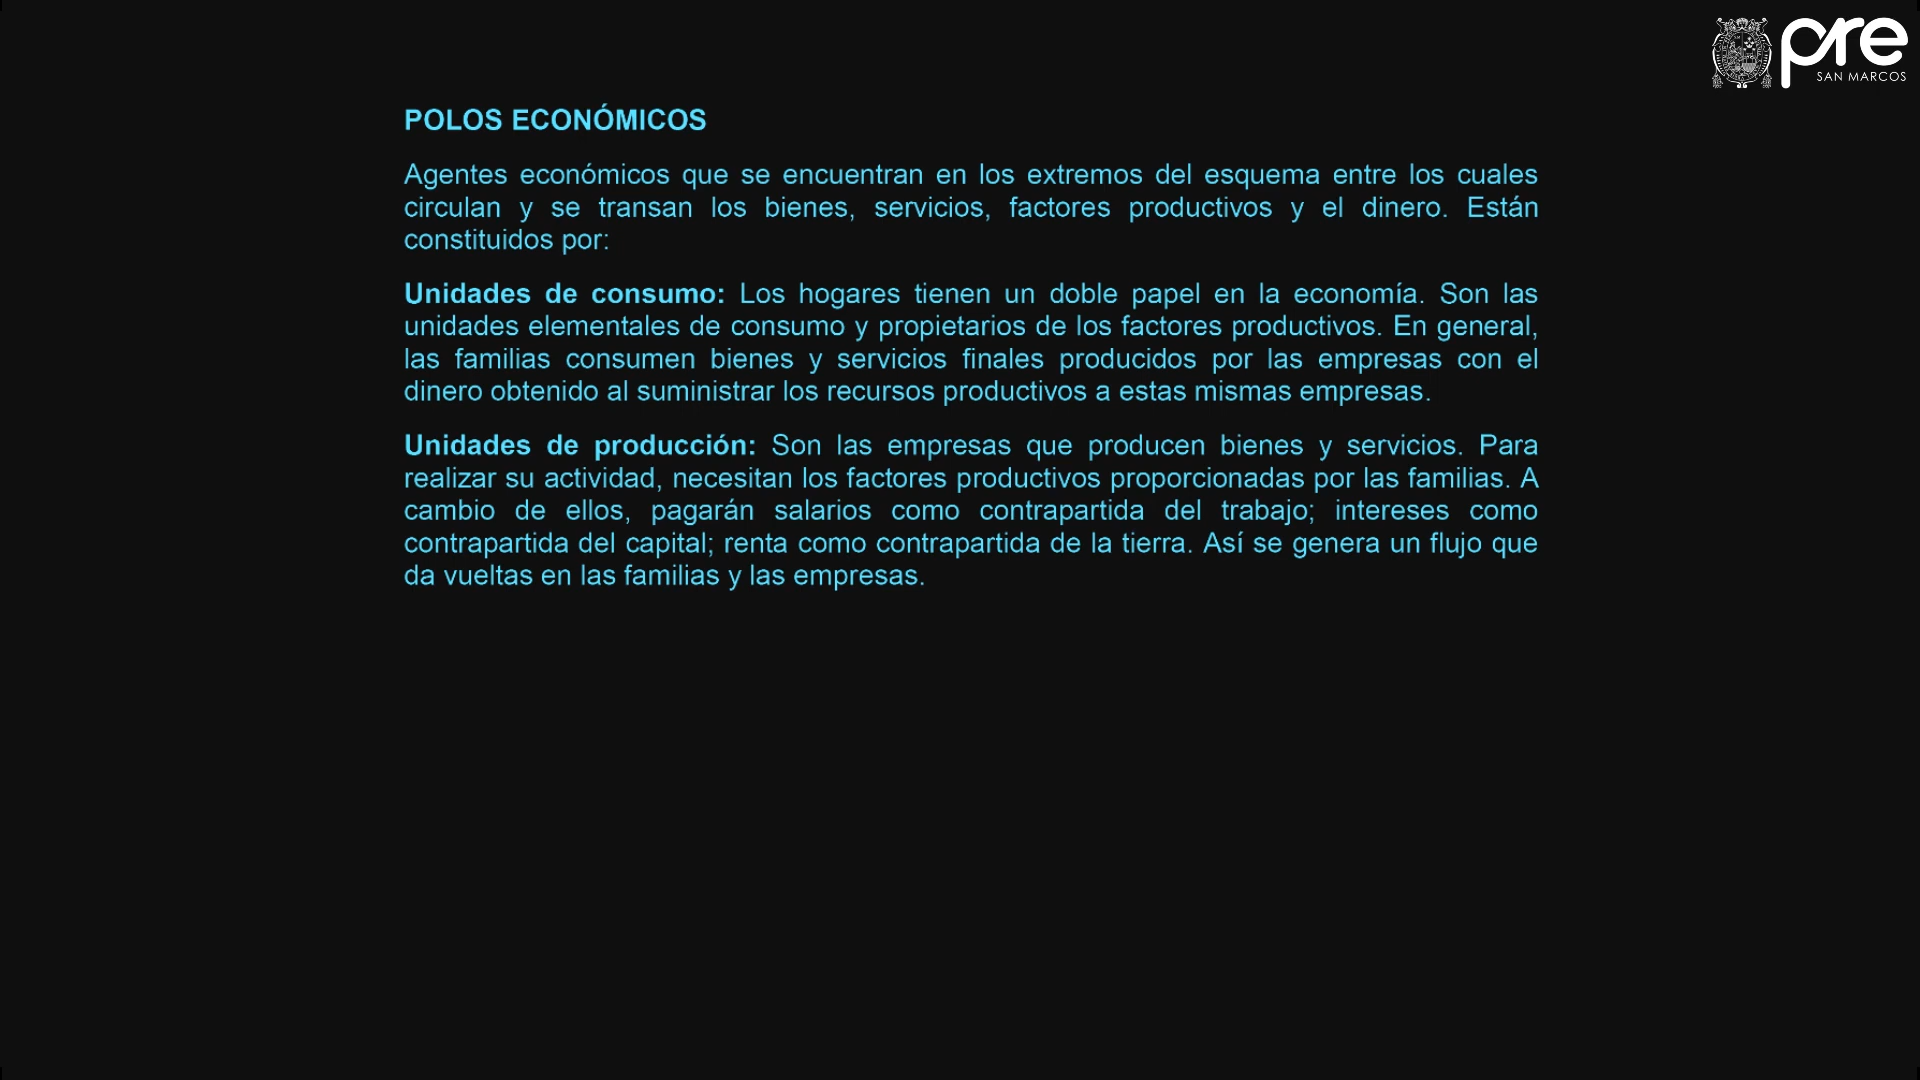 pre
SAN MARCOS
POLOS ECONÓMICOS
Agentes económicos que se encuentran en los extremos del esquema entre los cuales
circulan y se transan los bienes, servicios, factores productivos y el dinero. Están
constituidos por:
Unidades de consumo: Los hogares tienen un doble papel en la economía. Son las
unidades elementales de consumo y propietarios de los factores productivos. En general,
las familias consumen bienes y servicios finales producidos por las empresas con el
dinero obtenido al suministrar los recursos productivos a estas mismas empresas.
Unidades de producción: Son las empresas que producen bienes y servicios. Para
realizar su actividad, necesitan los factores productivos proporcionadas por las familias. A
cambio de ellos, pagarán salarios como contrapartida del trabajo; intereses como
contrapartida del capital; renta como contrapartida de la tierra. Así se genera un flujo que
da vueltas en las familias y las empresas.